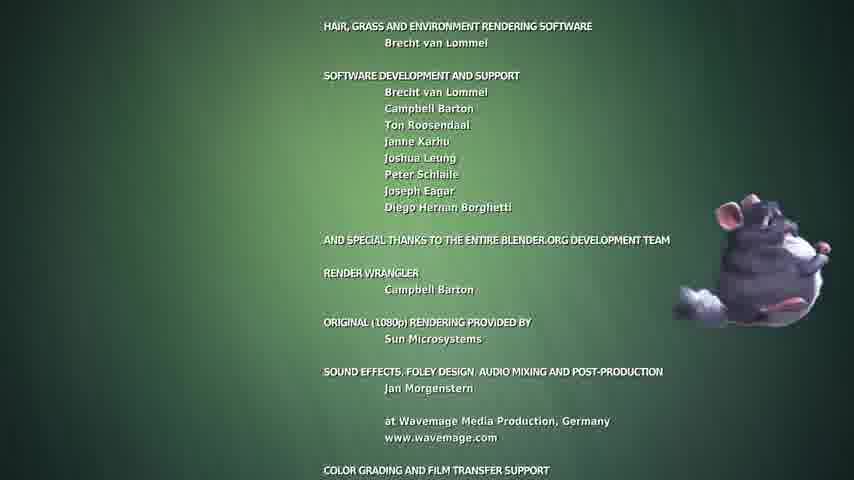 HAIR, GRASS AND ENVIRONMENT RENDERING SOFTWARE
Brecht van Lommel
SOFTWARE DEVELOPMENT AND SUPPORT
Brecht van Lommel
Campbell Barton
Ton Roosendaal
Janne Karhu
Joshua Leung
Peter Schlaile
Joseph Eagar
Diego Hernan Borghetti
AND SPECIAL THANKS TO THE ENTIRE BLENDER.ORG DEVELOPMENT TEAM
RENDER WRANGLER
Campbell Barton
ORIGINAL (1080p) RENDERING PROVIDED BY
Sun Microsystems
SOUND EFFECTS, FOLEY DESIGN, AUDIO MIXING AND POST-PRODUCTION
Jan Morgenstern
at Wavemage Media Production, Germany
www.wavemage.com
COLOR GRADING AND FILM TRANSFER SUPPORT